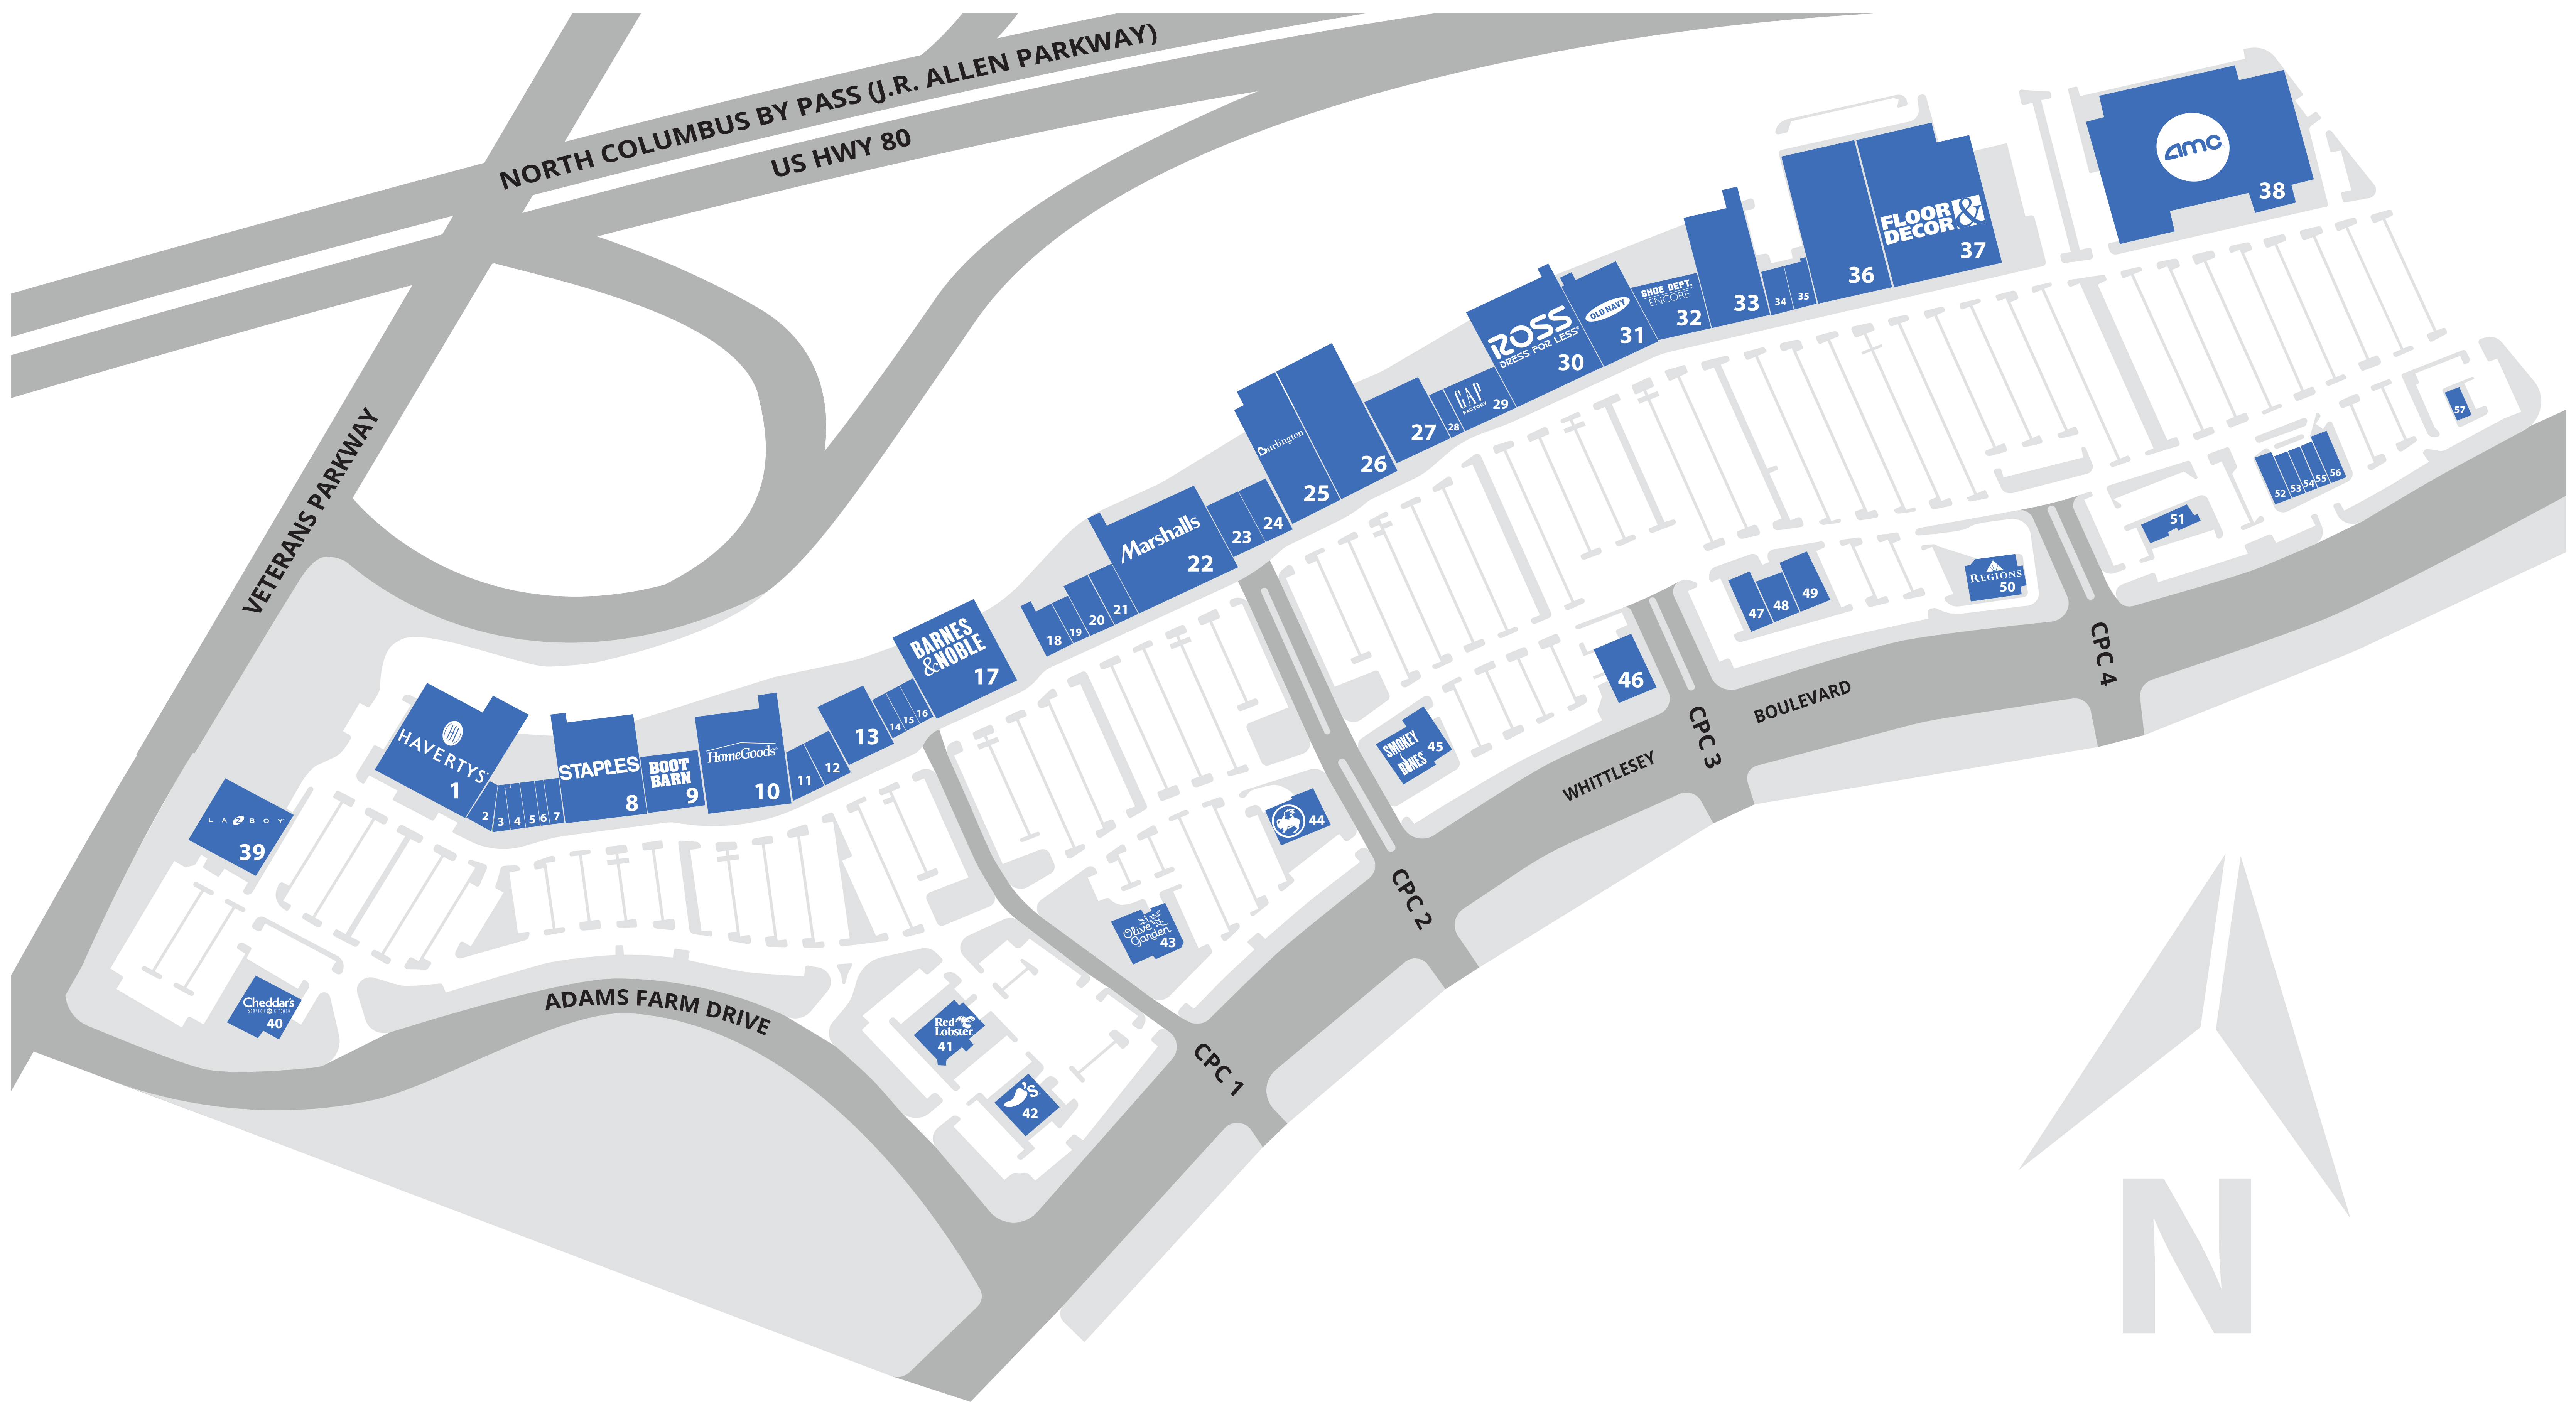 NORTH COLUMBUS BY PASS (J.R. ALLEN PARKWAY)
US HWY 80
VETERANS PARKWAY
ADAMS FARM DRIVE
WHITTLESEY
BOULEVARD
CPC 1
CPC 2
CPC 3
CPC 4
HAVERTYS
1
2
3
4
5
6
7
STAPLES
8
BOOT
BARN
9
HomeGoods
10
11
12
13
14
15
16
BARNES
&NOBLE
17
18
19
20
21
Marshalls
22
23
24
Burlington
25
26
27
28
GAP
FACTORY
29
ROSS
DRESS FOR LESS
30
OLD NAVY
31
SHOE DEPT.
ENCORE
32
33
34
35
36
FLOOR &
DECOR
37
amc
38
LA Z BOY
39
Cheddar's
SCRATCH KITCHEN
40
Red
Lobster
41
'S
42
Olive
Garden
43
44
SMOKEY
BONES
45
46
47
48
49
REGIONS
50
51
52
53
54
55
56
57
N